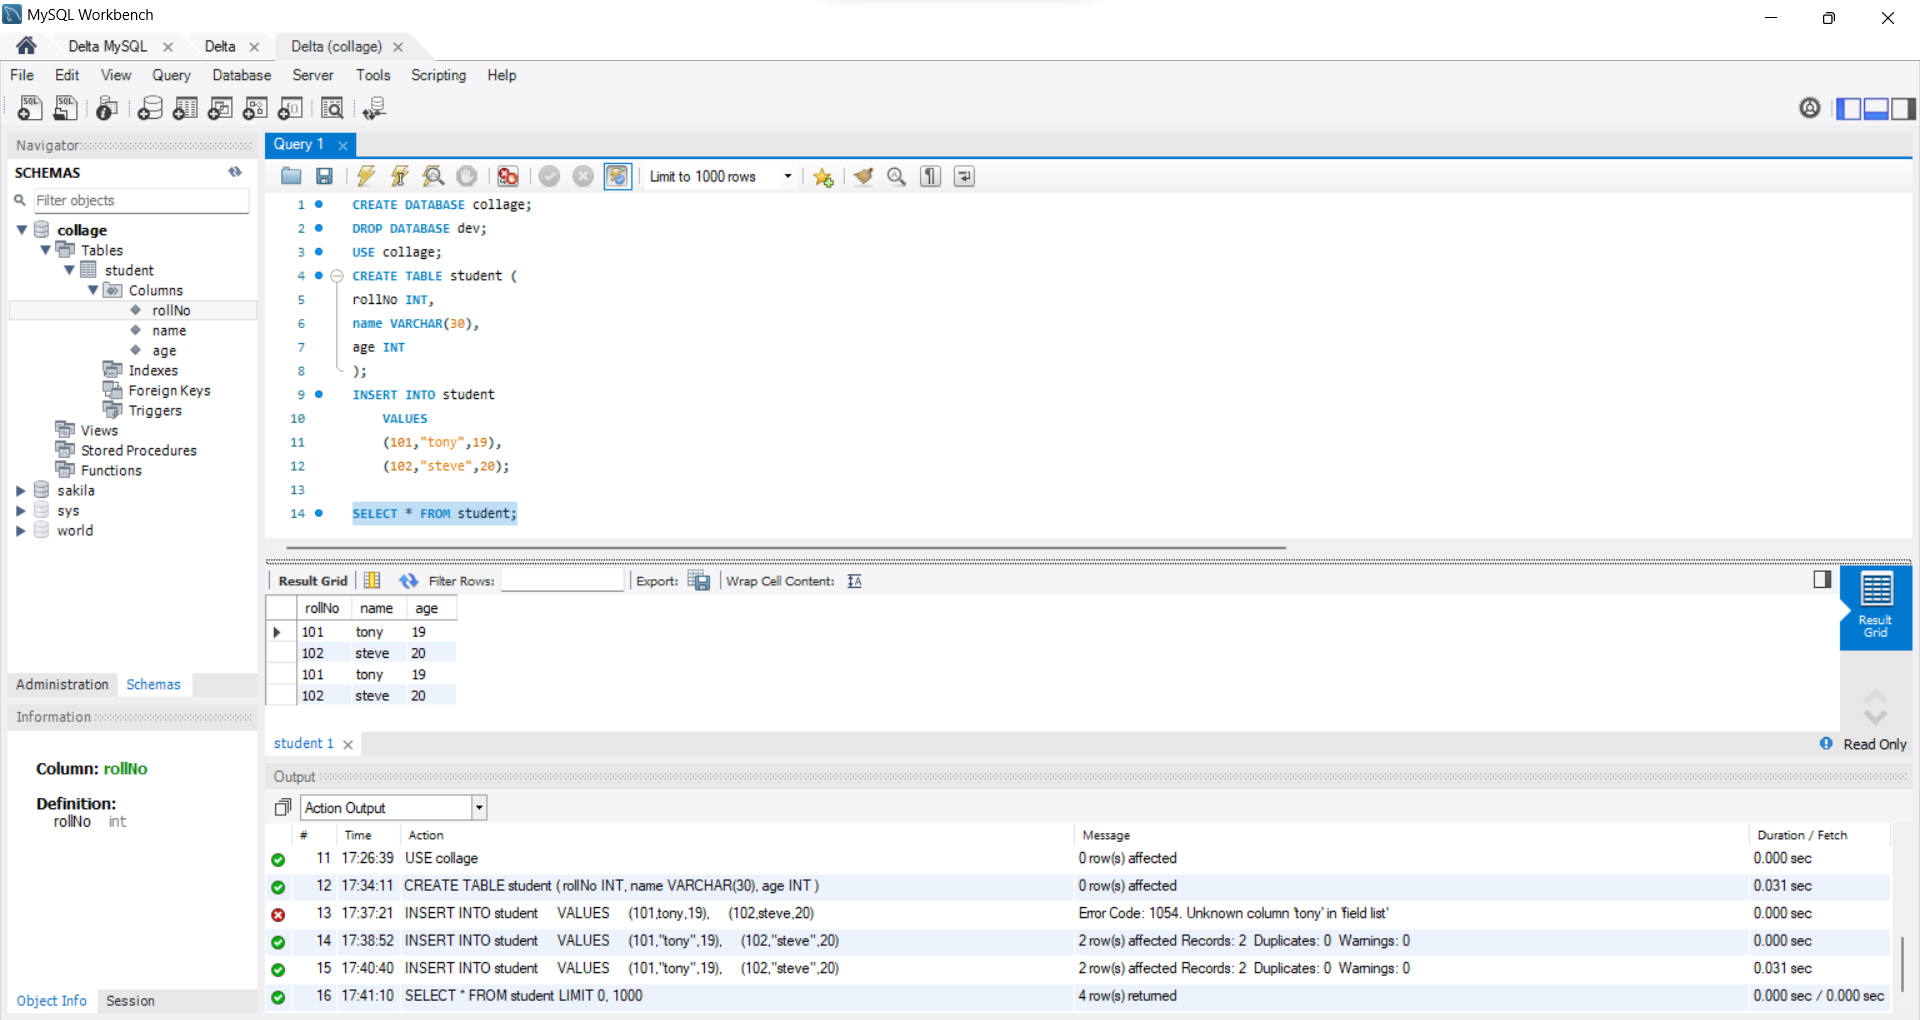 MySQL Workbench
Delta MySQL
Delta
Delta (collage)
File Edit View Query Database Server Tools Scripting Help
Navigator
SCHEMAS
Filter objects
collage
Tables
student
Columns
rollNo
name
age
Indexes
Foreign Keys
Triggers
Views
Stored Procedures
Functions
sakila
sys
world
Administration Schemas
Information
Column: rollNo
Definition:
rollNo int
Object Info Session
Query 1
Limit to 1000 rows
1 CREATE DATABASE collage;
2 DROP DATABASE dev;
3 USE collage;
4 CREATE TABLE student (
5 rollNo INT,
6 name VARCHAR(30),
7 age INT
8 );
9 INSERT INTO student
10 VALUES
11 (101,"tony",19),
12 (102,"steve",20);
13
14 SELECT * FROM student;
Result Grid Filter Rows: Export: Wrap Cell Content:
rollNo name age
101 tony 19
102 steve 20
101 tony 19
102 steve 20
Result
Grid
student 1
Read Only
Output
Action Output
# Time Action Message Duration / Fetch
11 17:26:39 USE collage 0 row(s) affected 0.000 sec
12 17:34:11 CREATE TABLE student ( rollNo INT, name VARCHAR(30), age INT ) 0 row(s) affected 0.031 sec
13 17:37:21 INSERT INTO student VALUES (101,tony,19), (102,steve,20) Error Code: 1054. Unknown column 'tony' in 'field list' 0.000 sec
14 17:38:52 INSERT INTO student VALUES (101,"tony",19), (102,"steve",20) 2 row(s) affected Records: 2 Duplicates: 0 Warnings: 0 0.000 sec
15 17:40:40 INSERT INTO student VALUES (101,"tony",19), (102,"steve",20) 2 row(s) affected Records: 2 Duplicates: 0 Warnings: 0 0.031 sec
16 17:41:10 SELECT * FROM student LIMIT 0, 1000 4 row(s) returned 0.000 sec / 0.000 sec